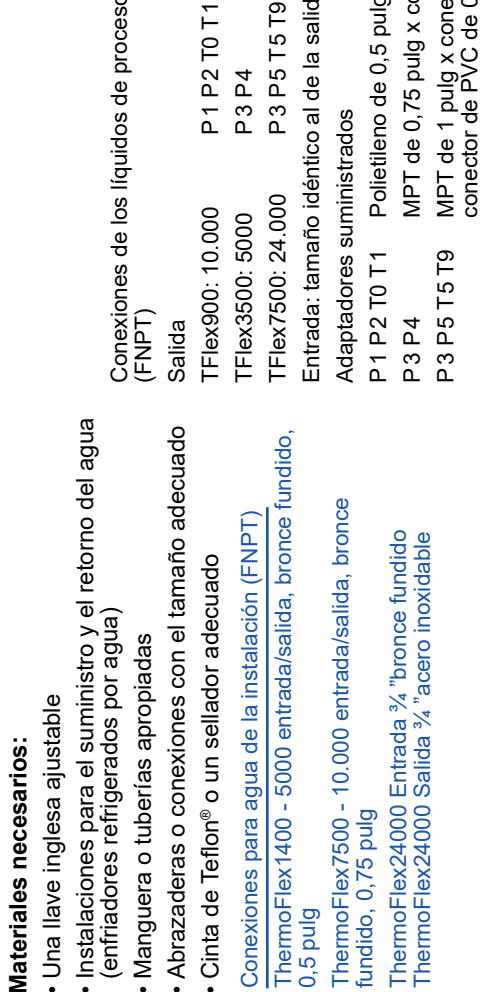 Materiales necesarios:
• Una llave inglesa ajustable
• Instalaciones para el suministro y el retorno del agua
(enfriadores refrigerados por agua)
• Manguera o tuberías apropiadas
• Abrazaderas o conexiones con el tamaño adecuado
• Cinta de Teflon® o un sellador adecuado
Conexiones para agua de la instalación (FNPT)
ThermoFlex1400 - 5000 entrada/salida, bronce fundido,
0,5 pulg
ThermoFlex7500 - 10.000 entrada/salida, bronce
fundido, 0,75 pulg
ThermoFlex24000 Entrada ¾ ”bronce fundido
ThermoFlex24000 Salida ¾ ”acero inoxidable
Conexiones de los líquidos de proceso
(FNPT)
Salida
TFlex900: 10.000 P1 P2 T0 T1
TFlex3500: 5000 P3 P4
TFlex7500: 24.000 P3 P5 T5 T9
Entrada: tamaño idéntico al de la salid
Adaptadores suministrados
P1 P2 T0 T1 Polietileno de 0,5 pulg
P3 P4 MPT de 0,75 pulg x
P3 P5 T5 T9 MPT de 1 pulg x
conector de PVC de